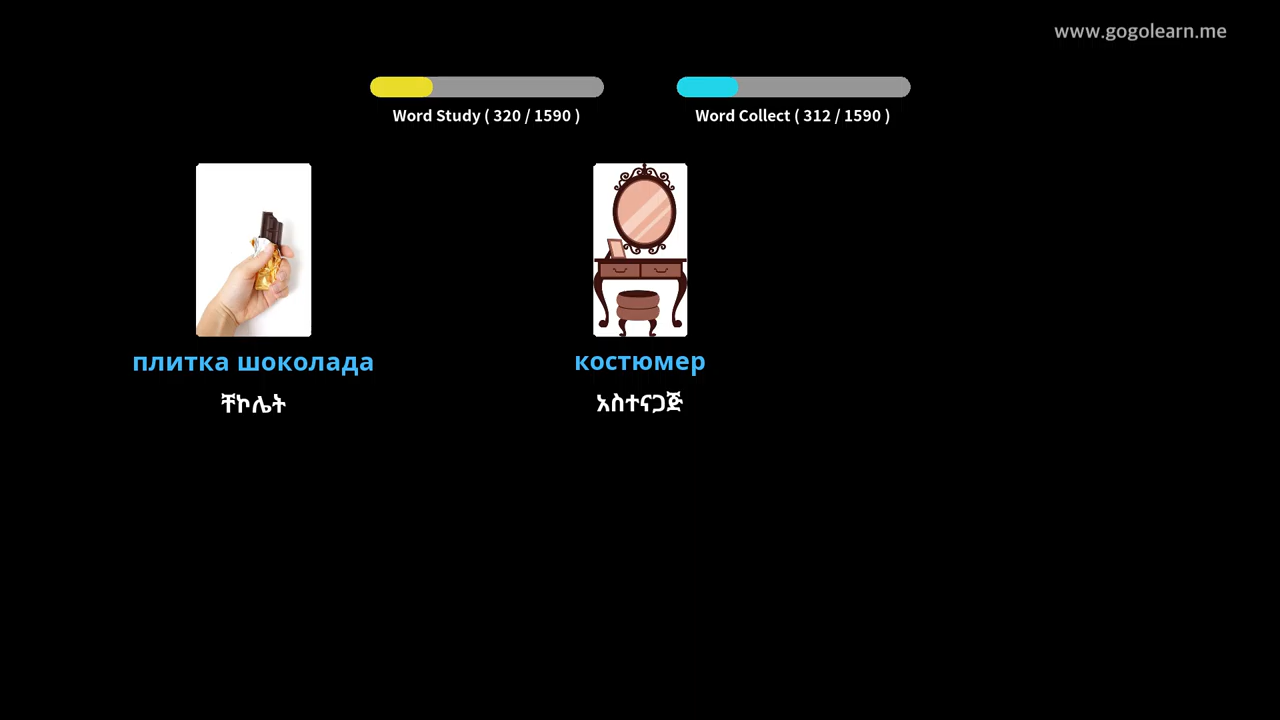 www.gogolearn.me
Word Study ( 320 / 1590 )
Word Collect ( 312 / 1590 )
плитка шоколада
костюмер
ቸኮሌት
አስተናጋጅ